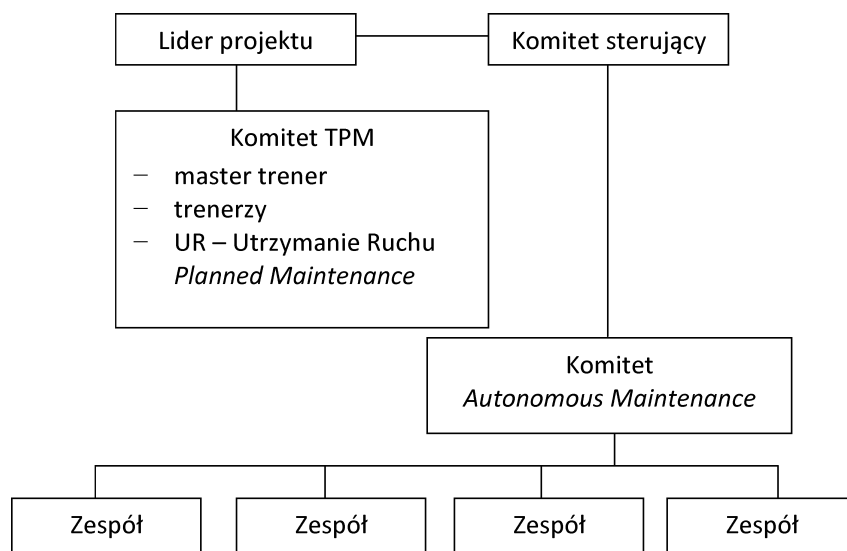 Lider projektu
Komitet sterujący
Komitet TPM
– master trener
– trenerzy
– UR – Utrzymanie Ruchu
Planned Maintenance
Komitet
Autonomous Maintenance
Zespół
Zespół
Zespół
Zespół